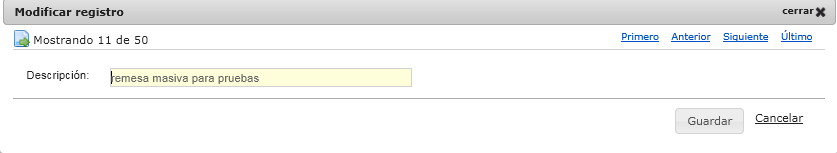 Modificar registro cerrar
Mostrando 11 de 50 Primero Anterior Siguiente Último
Descripción: remesa masiva para pruebas
Guardar Cancelar